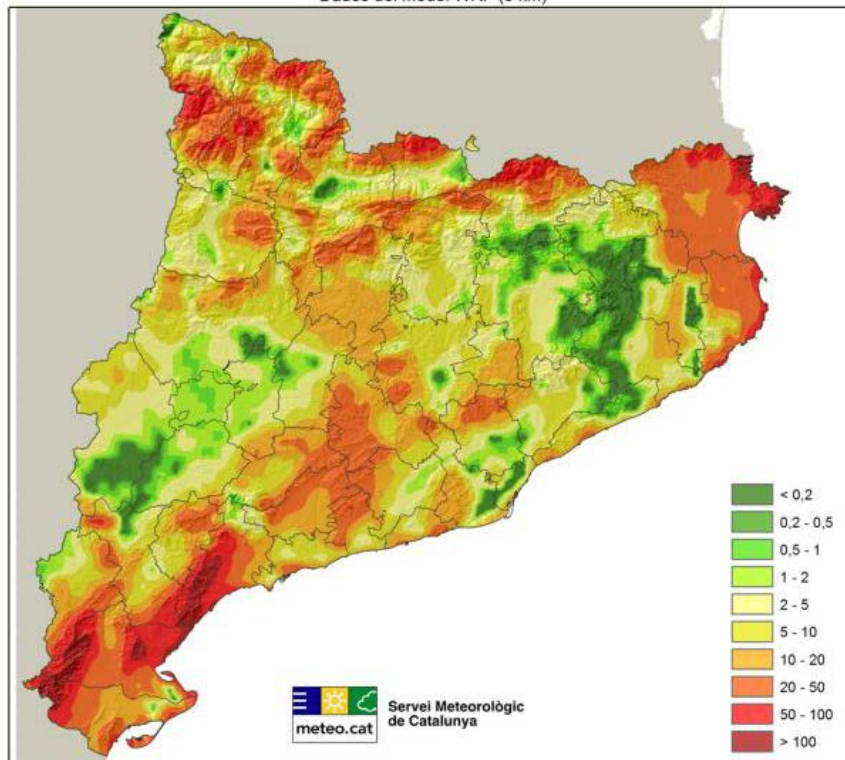 < 0,2
0,2 - 0,5
0,5 - 1
1 - 2
2 - 5
5 - 10
10 - 20
20 - 50
50 - 100
> 100
meteo.cat
Servei Meteorològic
de Catalunya